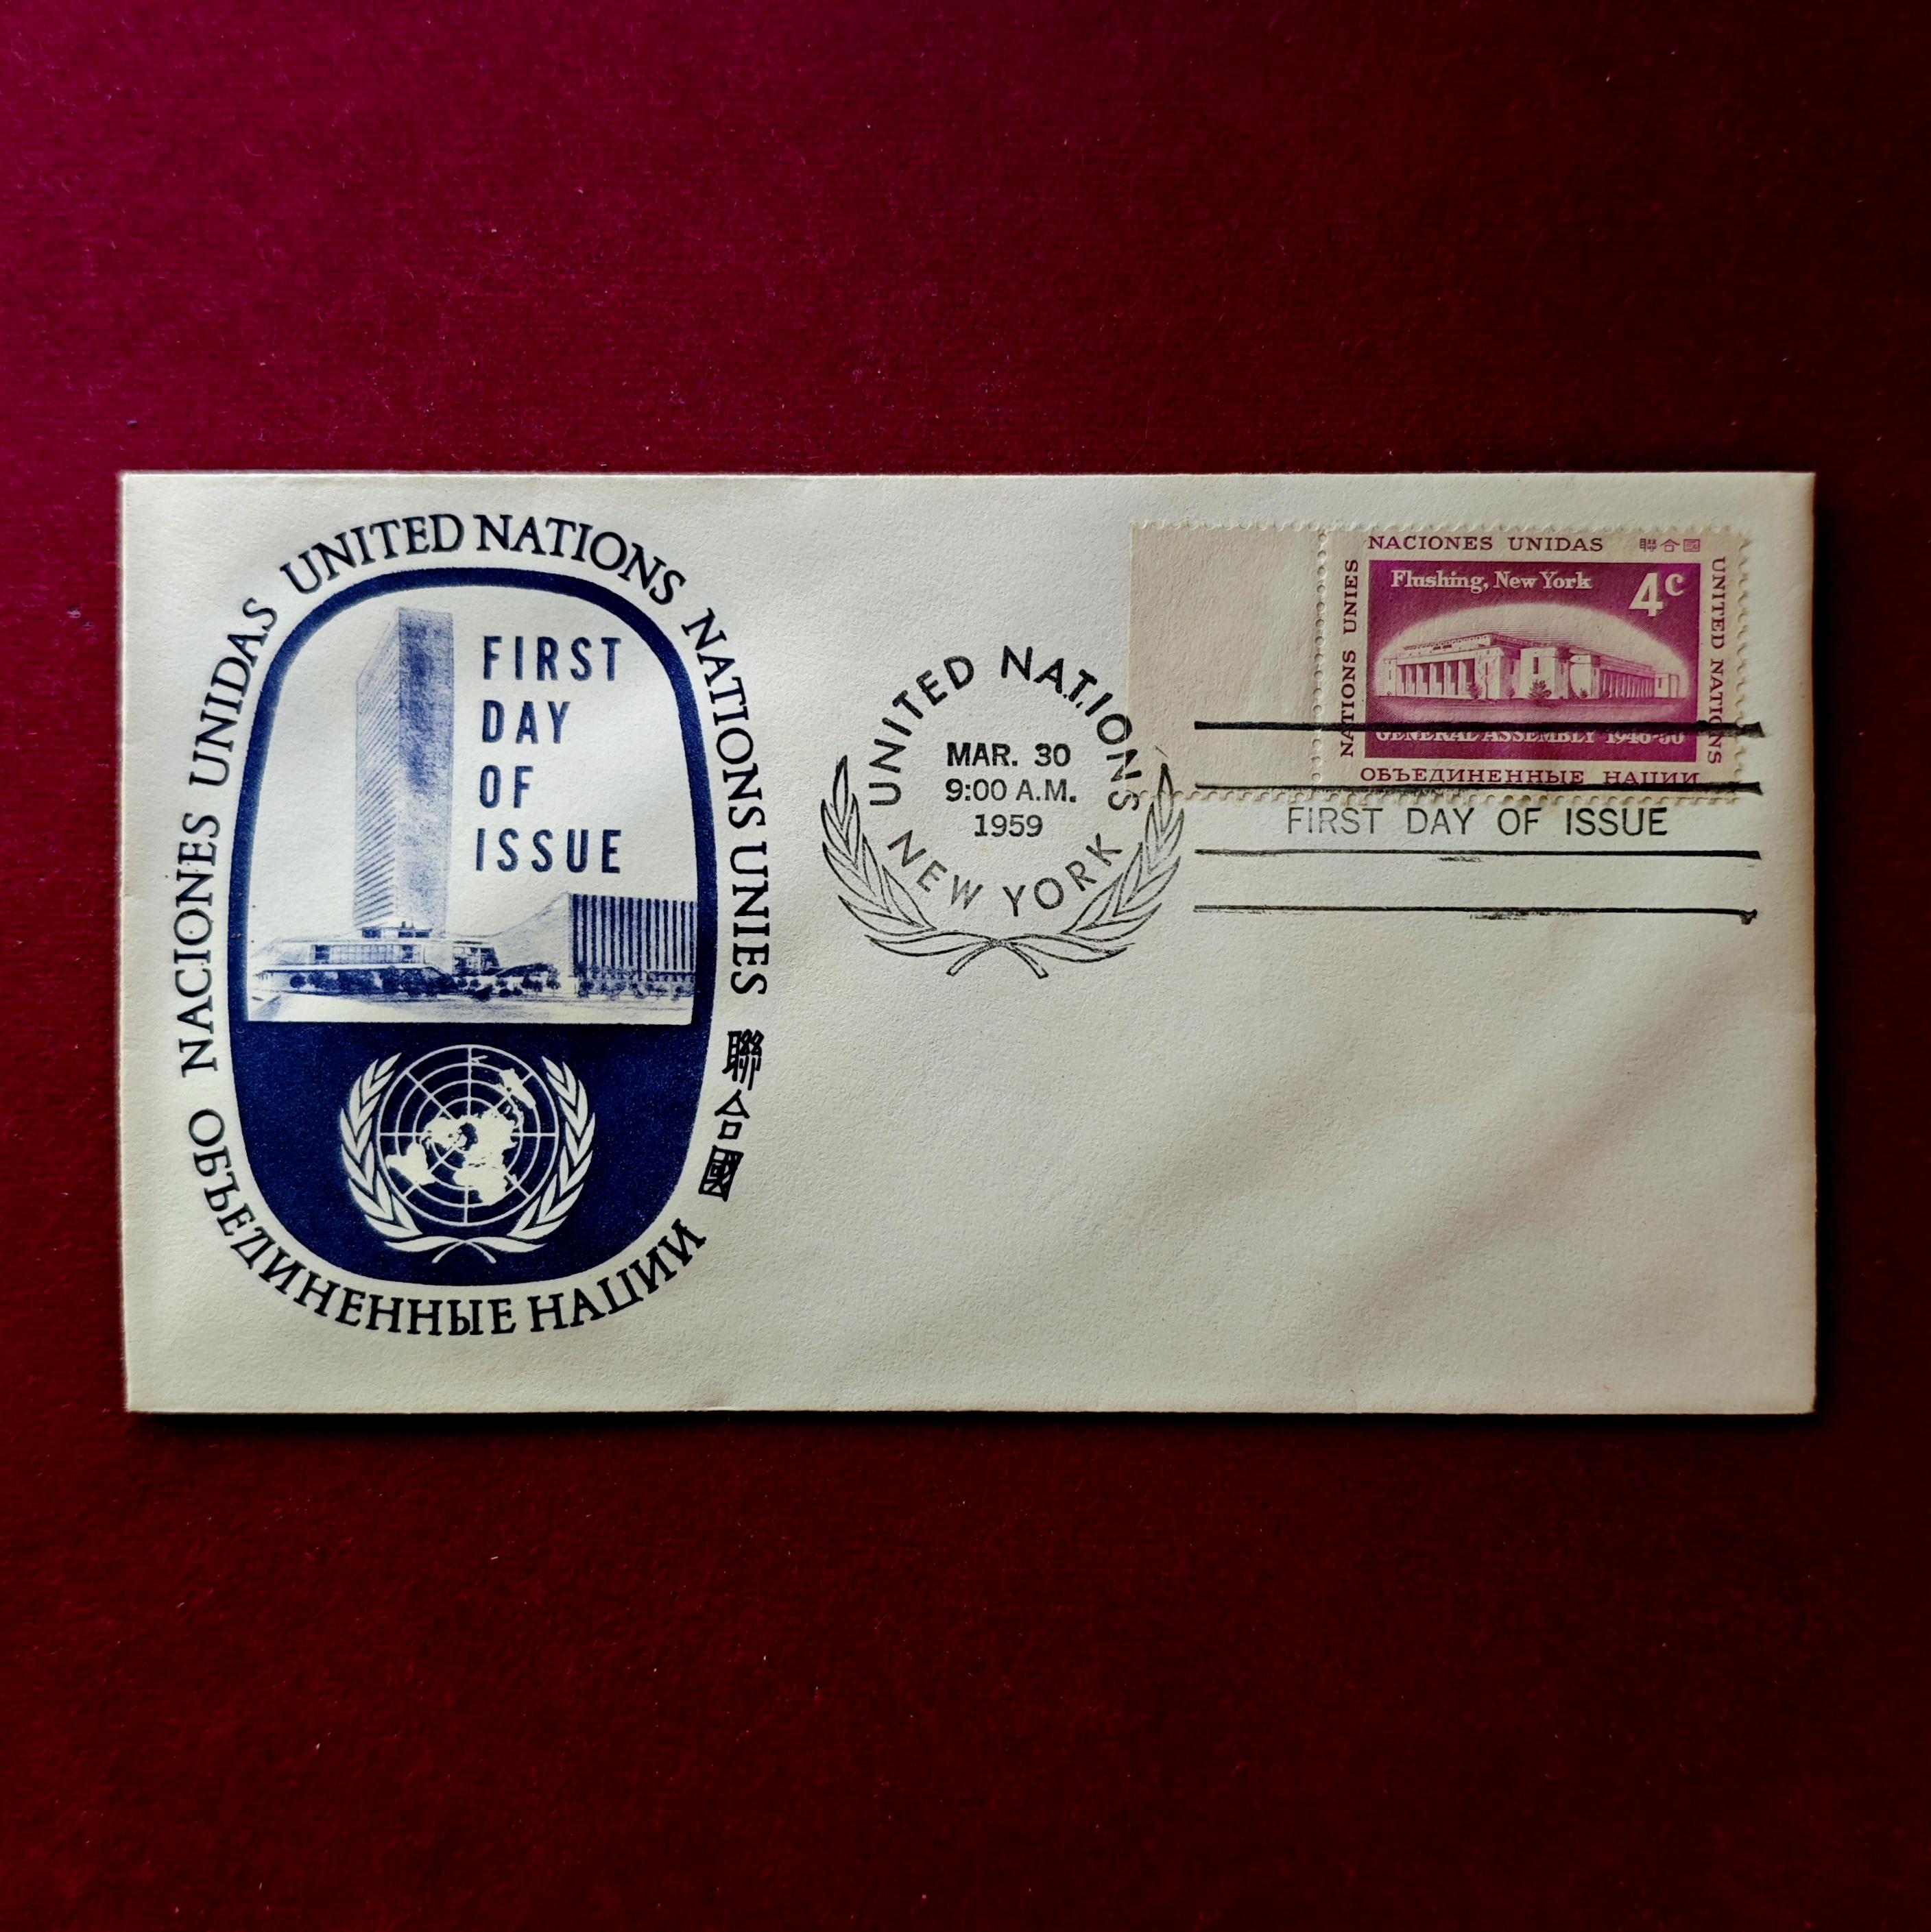 UNITED NATIONS
NATIONS UNIES
聯合國
ОБЪЕДИНЕННЫЕ НАЦИИ
NACIONES UNIDAS
FIRST
DAY
OF
ISSUE
UNITED NATIONS
MAR. 30
9:00 A.M.
1959
NEW YORK
NACIONES UNIDAS 聯合國
NATIONS UNIES
Flushing, New York 4c
UNITED NATIONS
GENERAL ASSEMBLY 1946-50
ОБЪЕДИНЕННЫЕ НАЦИИ
FIRST DAY OF ISSUE